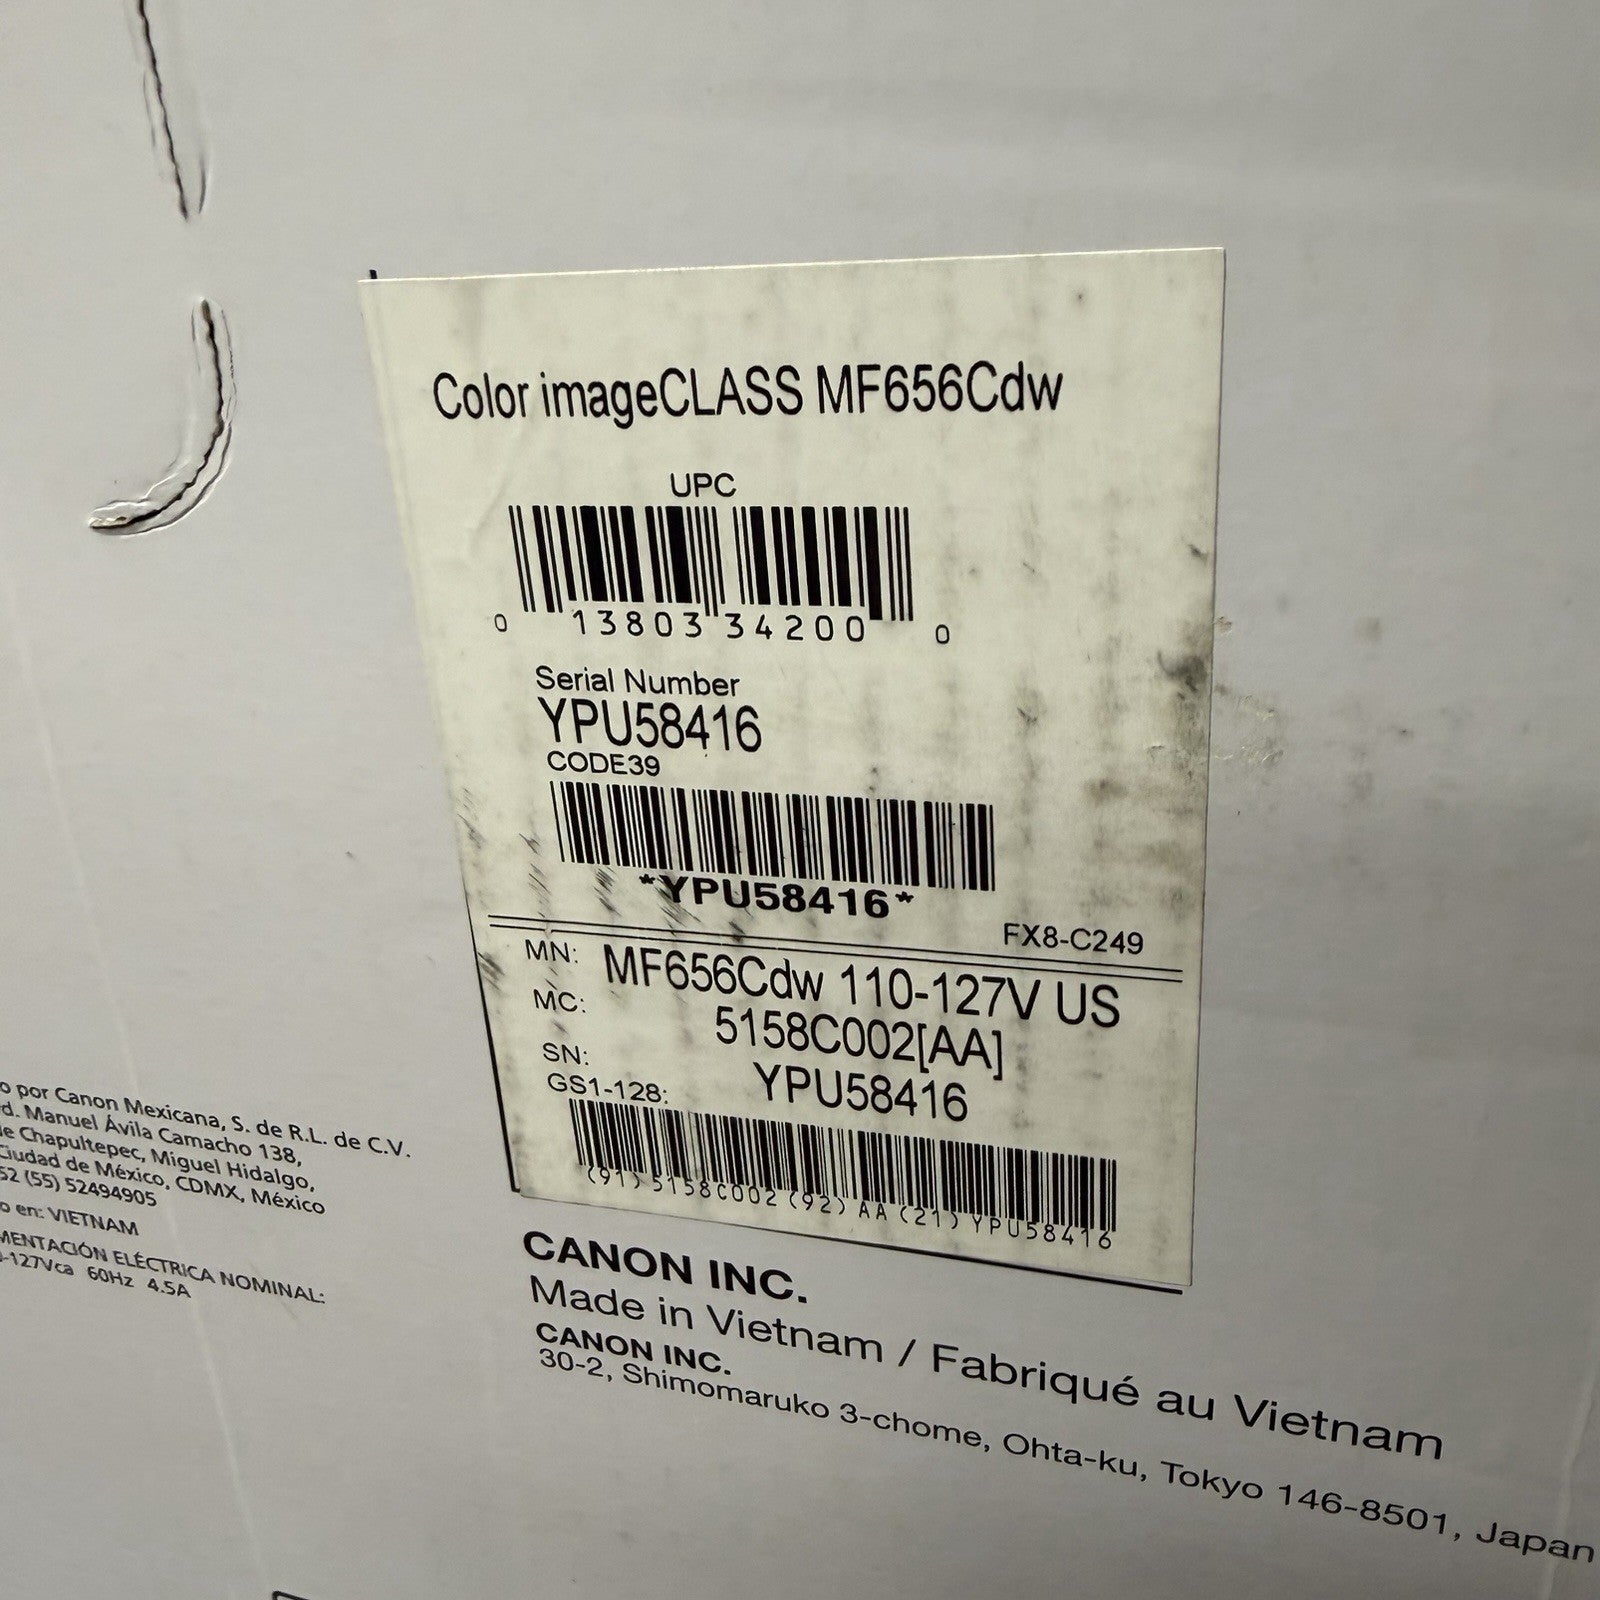 Color imageCLASS MF656Cdw
UPC
0 13803 34200 0
Serial Number
YPU58416
CODE39
*YPU58416*
FX8-C249
MN: MF656Cdw 110-127V US
MC: 5158C002[AA]
SN: YPU58416
GS1-128:
(91)5158C002(92)AA(21)YPU58416
CANON INC.
Made in Vietnam / Fabriqué au Vietnam
CANON INC.
30-2, Shimomaruko 3-chome, Ohta-ku, Tokyo 146-8501, Japan
o por Canon Mexicana, S. de R.L. de C.V.
d. Manuel Ávila Camacho 138,
e Chapultepec, Miguel Hidalgo,
Ciudad de México, CDMX, México
52 (55) 52494905
o en: VIETNAM
MENTACIÓN ELÉCTRICA NOMINAL:
-127Vca 60Hz 4.5A